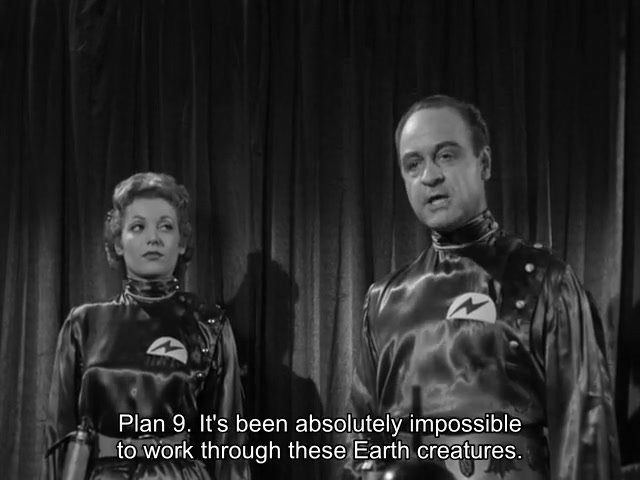 Plan 9. It's been absolutely impossible
to work through these Earth creatures.